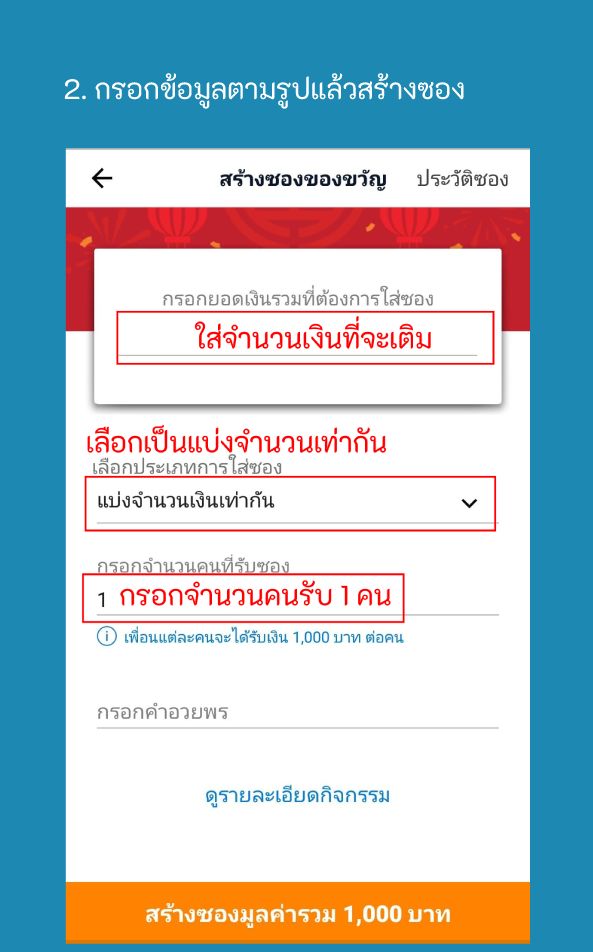 2. กรอกข้อมูลตามรูปแล้วสร้างซอง
สร้างซองของขวัญ ประวัติซอง
กรอกยอดเงินรวมที่ต้องการใส่ซอง
ใส่จำนวนเงินที่จะเติม
เลือกเป็นแบ่งจำนวนเท่ากัน
เลือกประเภทการใส่ซอง
แบ่งจำนวนเงินเท่ากัน
กรอกจำนวนคนที่รับซอง
1 กรอกจำนวนคนรับ 1 คน
เพื่อนแต่ละคนจะได้รับเงิน 1,000 บาท ต่อคน
กรอกคำอวยพร
ดูรายละเอียดกิจกรรม
สร้างซองมูลค่ารวม 1,000 บาท